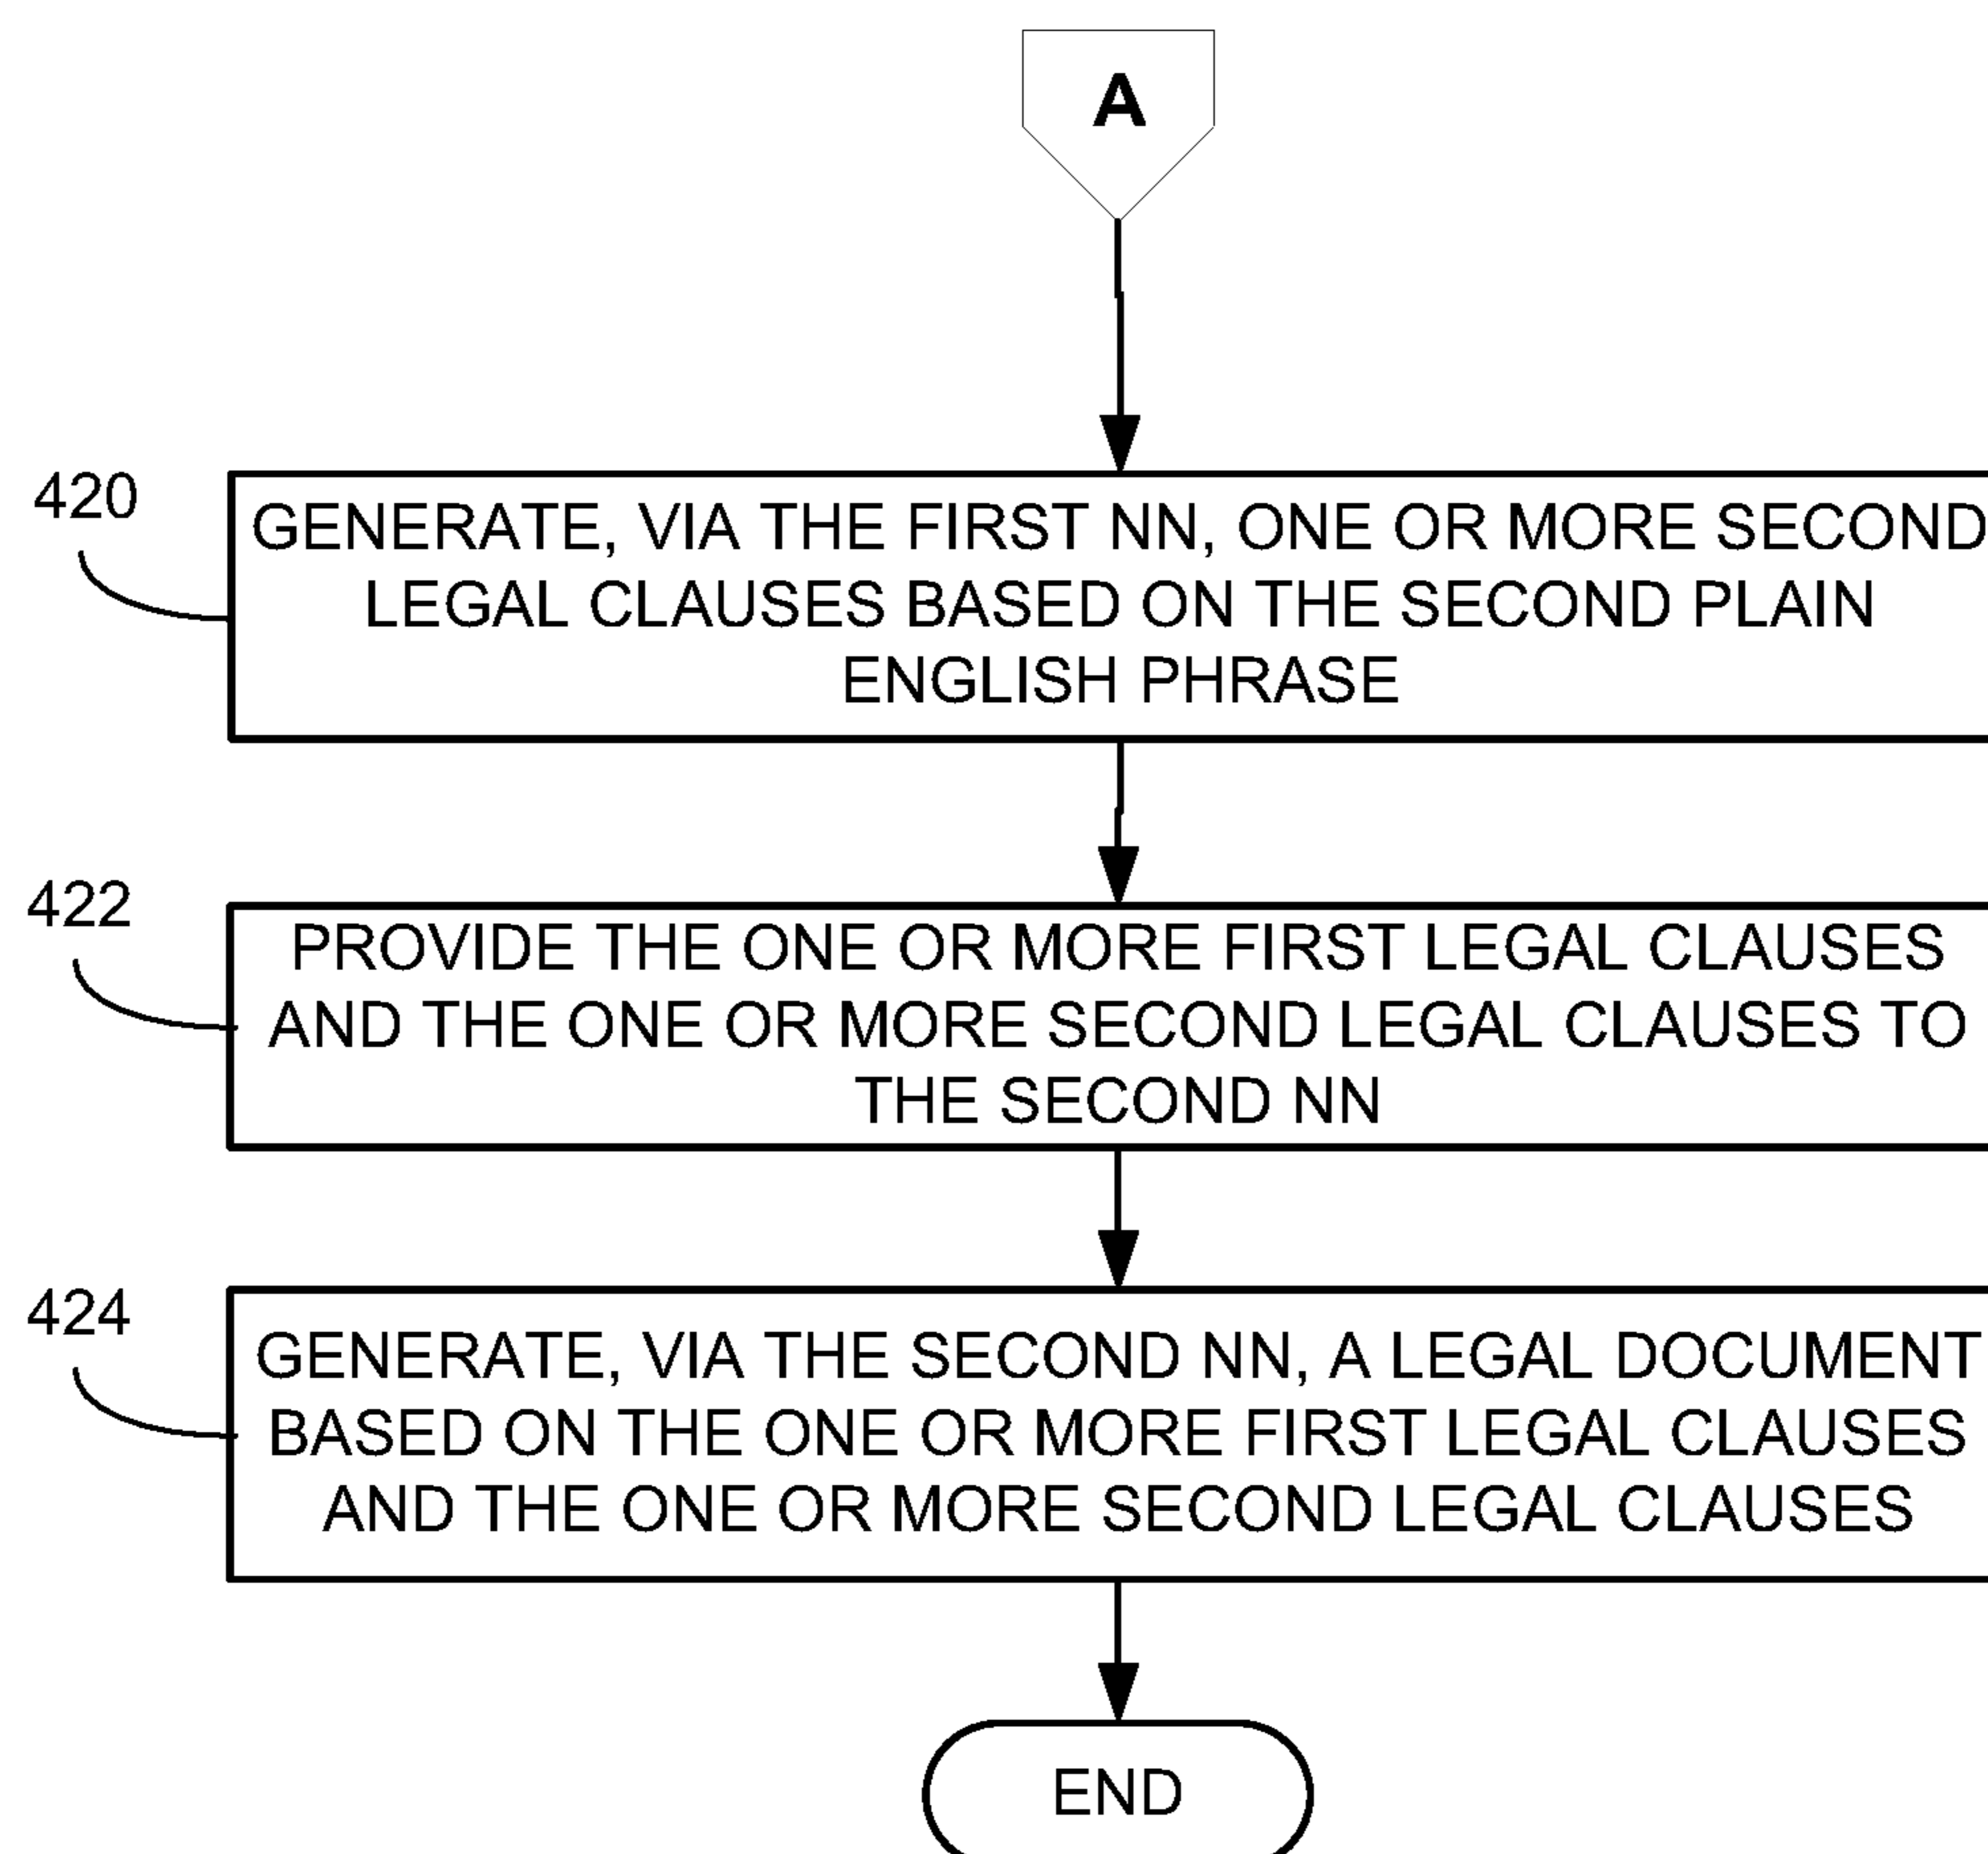 A
420
GENERATE, VIA THE FIRST NN, ONE OR MORE SECOND
LEGAL CLAUSES BASED ON THE SECOND PLAIN
ENGLISH PHRASE
422
PROVIDE THE ONE OR MORE FIRST LEGAL CLAUSES
AND THE ONE OR MORE SECOND LEGAL CLAUSES TO
THE SECOND NN
424
GENERATE, VIA THE SECOND NN, A LEGAL DOCUMENT
BASED ON THE ONE OR MORE FIRST LEGAL CLAUSES
AND THE ONE OR MORE SECOND LEGAL CLAUSES
END